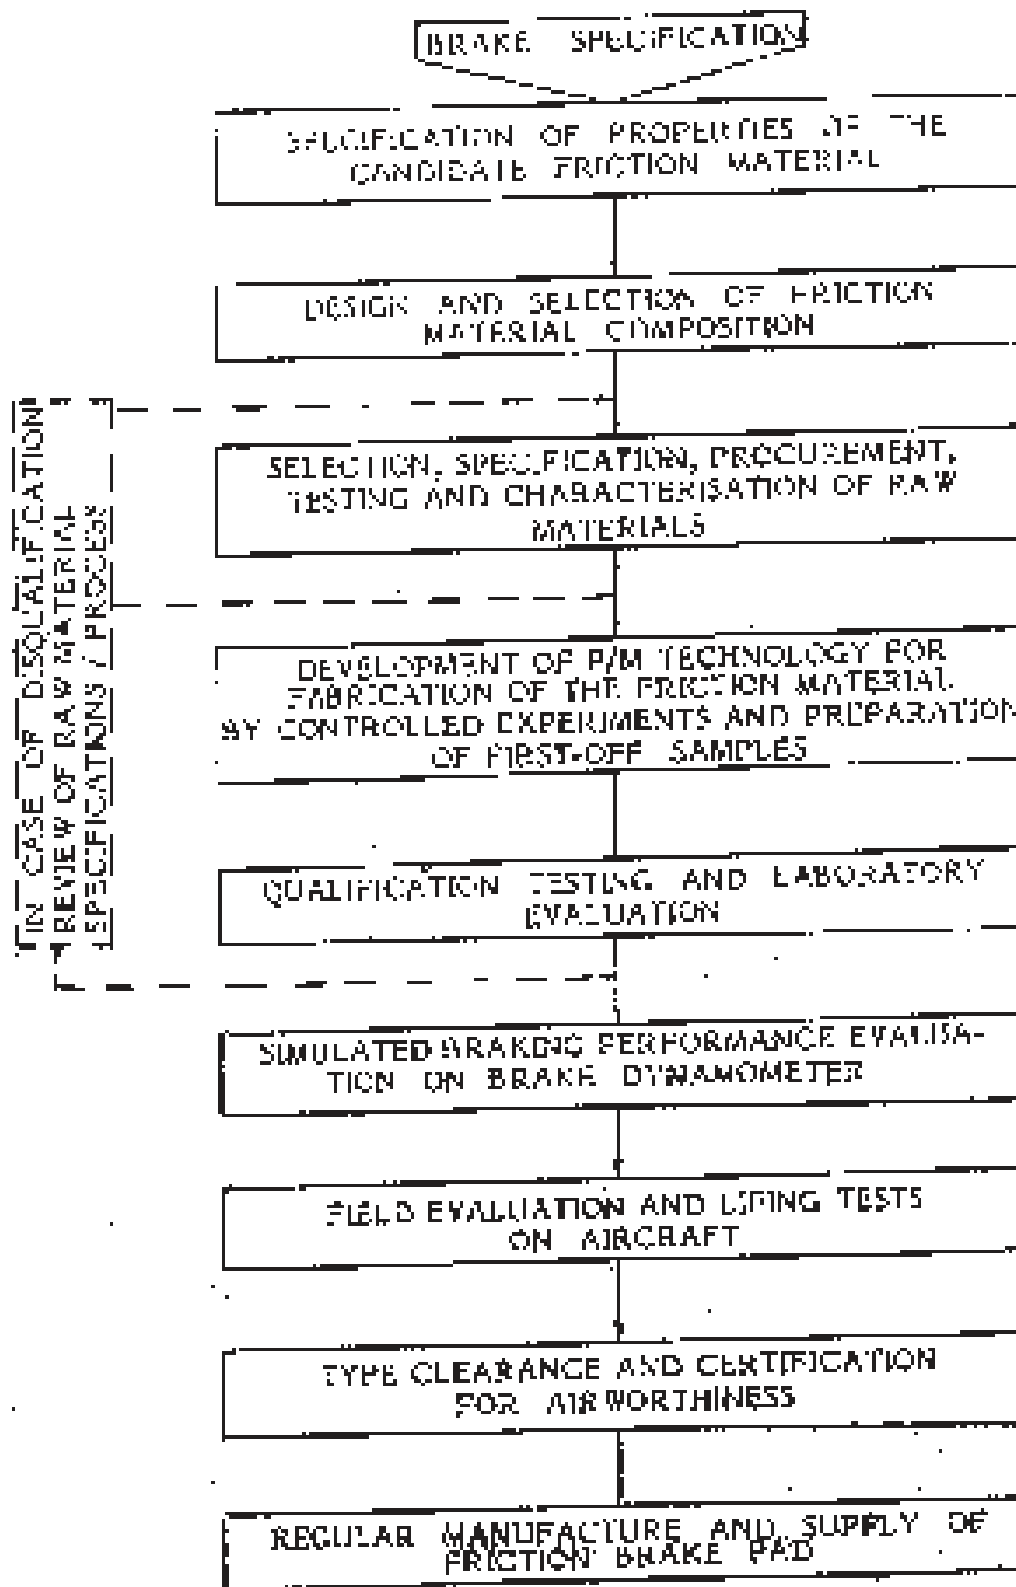 BRAKE SPECIFICATION
SPECIFICATION OF PROPERTIES OF THE
CANDIDATE FRICTION MATERIAL
DESIGN AND SELECTION OF FRICTION
MATERIAL COMPOSITION
SELECTION, SPECIFICATION, PROCUREMENT,
TESTING AND CHARACTERISATION OF RAW
MATERIALS
DEVELOPMENT OF P/M TECHNOLOGY FOR
FABRICATION OF THE FRICTION MATERIAL
BY CONTROLLED EXPERIMENTS AND PREPARATION
OF FIRST-OFF SAMPLES
QUALIFICATION TESTING AND LABORATORY
EVALUATION
IN CASE OF DISQUALIFICATION
REVIEW OF RAW MATERIAL
SPECIFICATIONS / PROCESS
SIMULATED BRAKING PERFORMANCE EVALUA-
TION ON BRAKE DYNAMOMETER
FIELD EVALUATION AND LIFING TESTS
ON AIRCRAFT
TYPE CLEARANCE AND CERTIFICATION
FOR AIRWORTHINESS
REGULAR MANUFACTURE AND SUPPLY OF
FRICTION BRAKE PAD